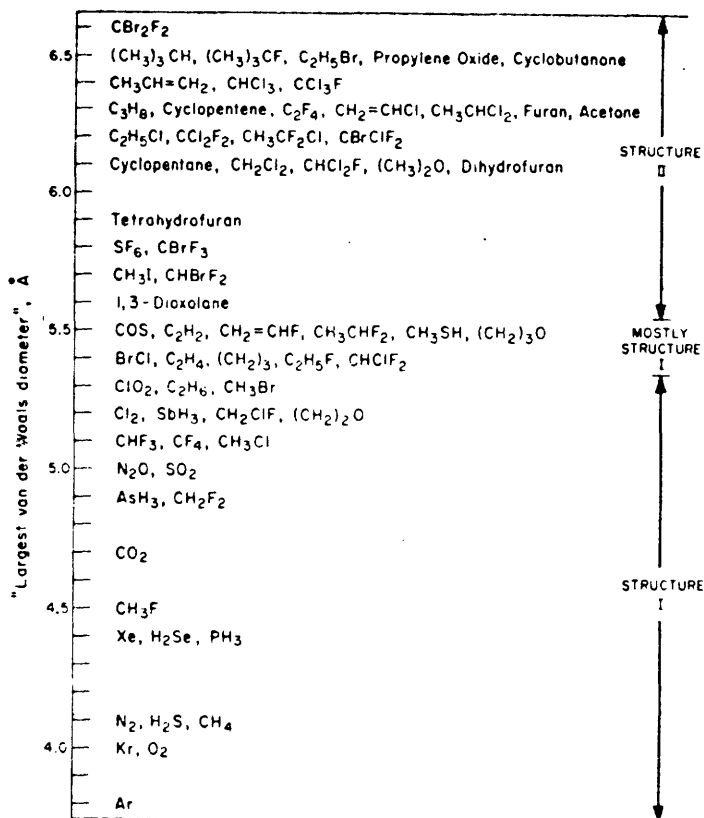 CBr2F2
6.5
(CH3)3CH, (CH3)3CF, C2H5Br, Propylene Oxide, Cyclobutanone
CH3CH=CH2, CHCl3, CCl3F
C3H8, Cyclopentene, C2F4, CH2=CHCl, CH3CHCl2, Furan, Acetone
C2H5Cl, CCl2F2, CH3CF2Cl, CBrClF2
STRUCTURE
II
Cyclopentane, CH2Cl2, CHCl2F, (CH3)2O, Dihydrofuran
6.0
Tetrahydrofuran
SF6, CBrF3
CH3I, CHBrF2
1,3-Dioxolane
5.5
COS, C2H2, CH2=CHF, CH3CHF2, CH3SH, (CH2)3O
MOSTLY
STRUCTURE
I
BrCl, C2H4, (CH2)3, C2H5F, CHClF2
ClO2, C2H6, CH3Br
Cl2, SbH3, CH2ClF, (CH2)2O
CHF3, CF4, CH3Cl
5.0
N2O, SO2
AsH3, CH2F2
CO2
STRUCTURE
I
4.5
CH3F
Xe, H2Se, PH3
N2, H2S, CH4
4.0
Kr, O2
Ar
"Largest van der Waals diameter", Å